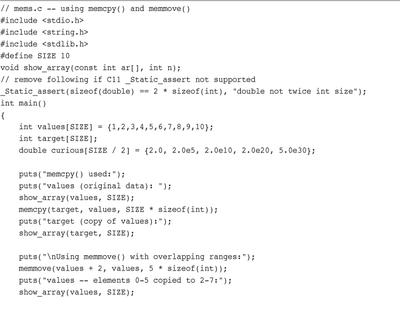 // mems.c -- using memcpy() and memmove()
#include <stdio.h>
#include <string.h>
#include <stdlib.h>
#define SIZE 10
void show_array(const int ar[], int n);
// remove following if C11 _Static_assert not supported
_Static_assert(sizeof(double) == 2 * sizeof(int), "double not twice int size");
int main()
{
    int values[SIZE] = {1,2,3,4,5,6,7,8,9,10};
    int target[SIZE];
    double curious[SIZE / 2] = {2.0, 2.0e5, 2.0e10, 2.0e20, 5.0e30};

    puts("memcpy() used:");
    puts("values (original data): ");
    show_array(values, SIZE);
    memcpy(target, values, SIZE * sizeof(int));
    puts("target (copy of values):");
    show_array(target, SIZE);

    puts("\nUsing memmove() with overlapping ranges:");
    memmove(values + 2, values, 5 * sizeof(int));
    puts("values -- elements 0-5 copied to 2-7:");
    show_array(values, SIZE);